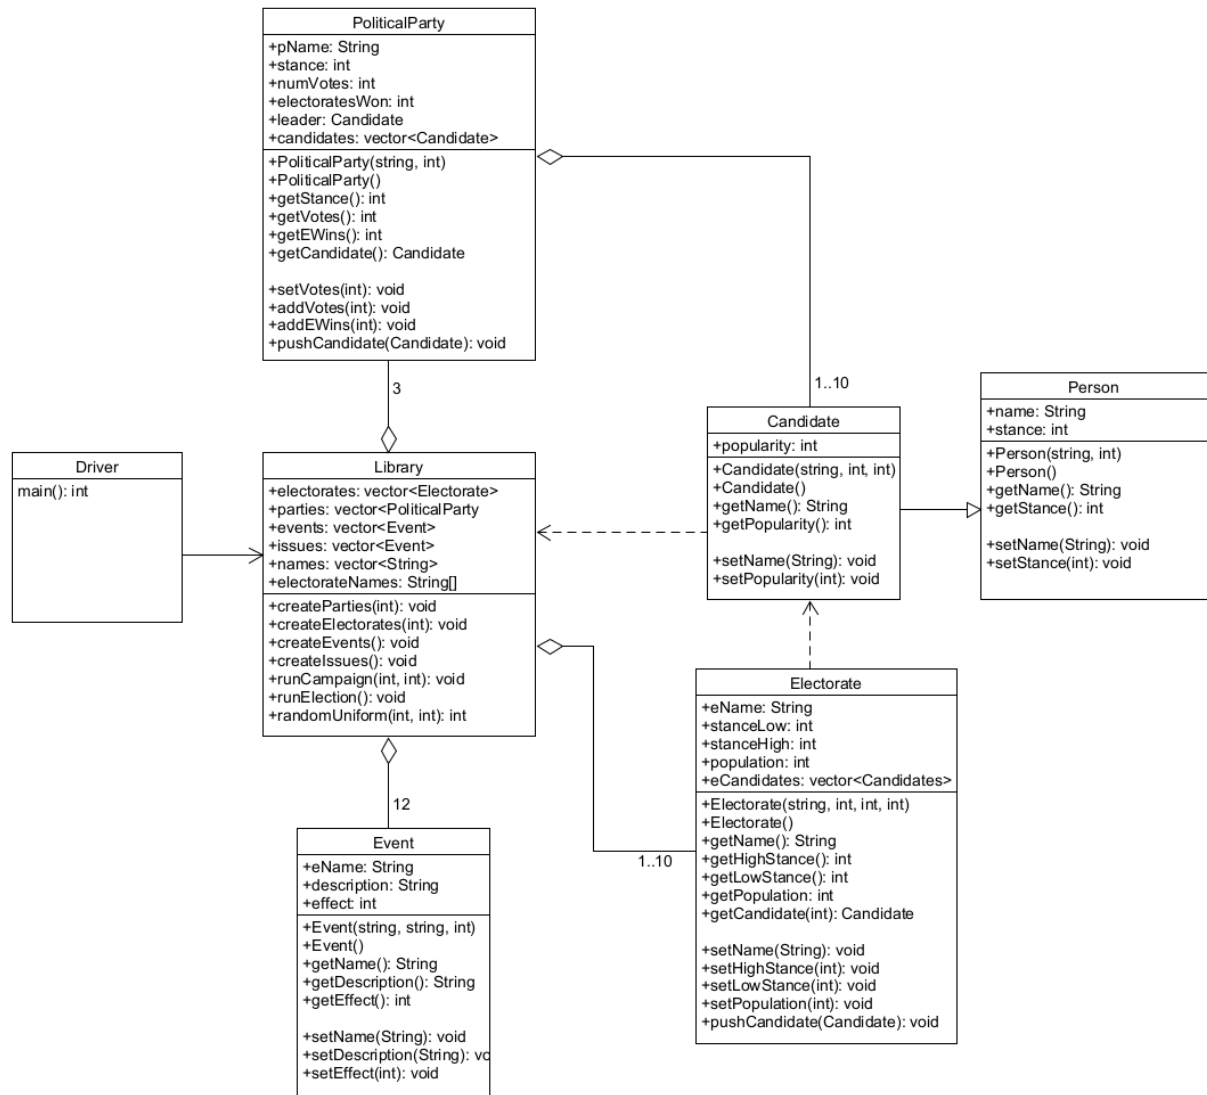 PoliticalParty
+pName: String
+stance: int
+numVotes: int
+electoratesWon: int
+leader: Candidate
+candidates: vector<Candidate>
+PoliticalParty(string, int)
+PoliticalParty()
+getStance(): int
+getVotes(): int
+getEWins(): int
+getCandidate(): Candidate
+setVotes(int): void
+addVotes(int): void
+addEWins(int): void
+pushCandidate(Candidate): void
3
1..10
Driver
main(): int
Library
+electorates: vector<Electorate>
+parties: vector<PoliticalParty
+events: vector<Event>
+issues: vector<Event>
+names: vector<String>
+electorateNames: String[]
+createParties(int): void
+createElectorates(int): void
+createEvents(): void
+createIssues(): void
+runCampaign(int, int): void
+runElection(): void
+randomUniform(int, int): int
Candidate
+popularity: int
+Candidate(string, int, int)
+Candidate()
+getName(): String
+getPopularity(): int
+setName(String): void
+setPopularity(int): void
Person
+name: String
+stance: int
+Person(string, int)
+Person()
+getName(): String
+getStance(): int
+setName(String): void
+setStance(int): void
12
1..10
Event
+eName: String
+description: String
+effect: int
+Event(string, string, int)
+Event()
+getName(): String
+getDescription(): String
+getEffect(): int
+setName(String): void
+setDescription(String): vo
+setEffect(int): void
Electorate
+eName: String
+stanceLow: int
+stanceHigh: int
+population: int
+eCandidates: vector<Candidates>
+Electorate(string, int, int, int)
+Electorate()
+getName(): String
+getHighStance(): int
+getLowStance(): int
+getPopulation: int
+getCandidate(int): Candidate
+setName(String): void
+setHighStance(int): void
+setLowStance(int): void
+setPopulation(int): void
+pushCandidate(Candidate): void